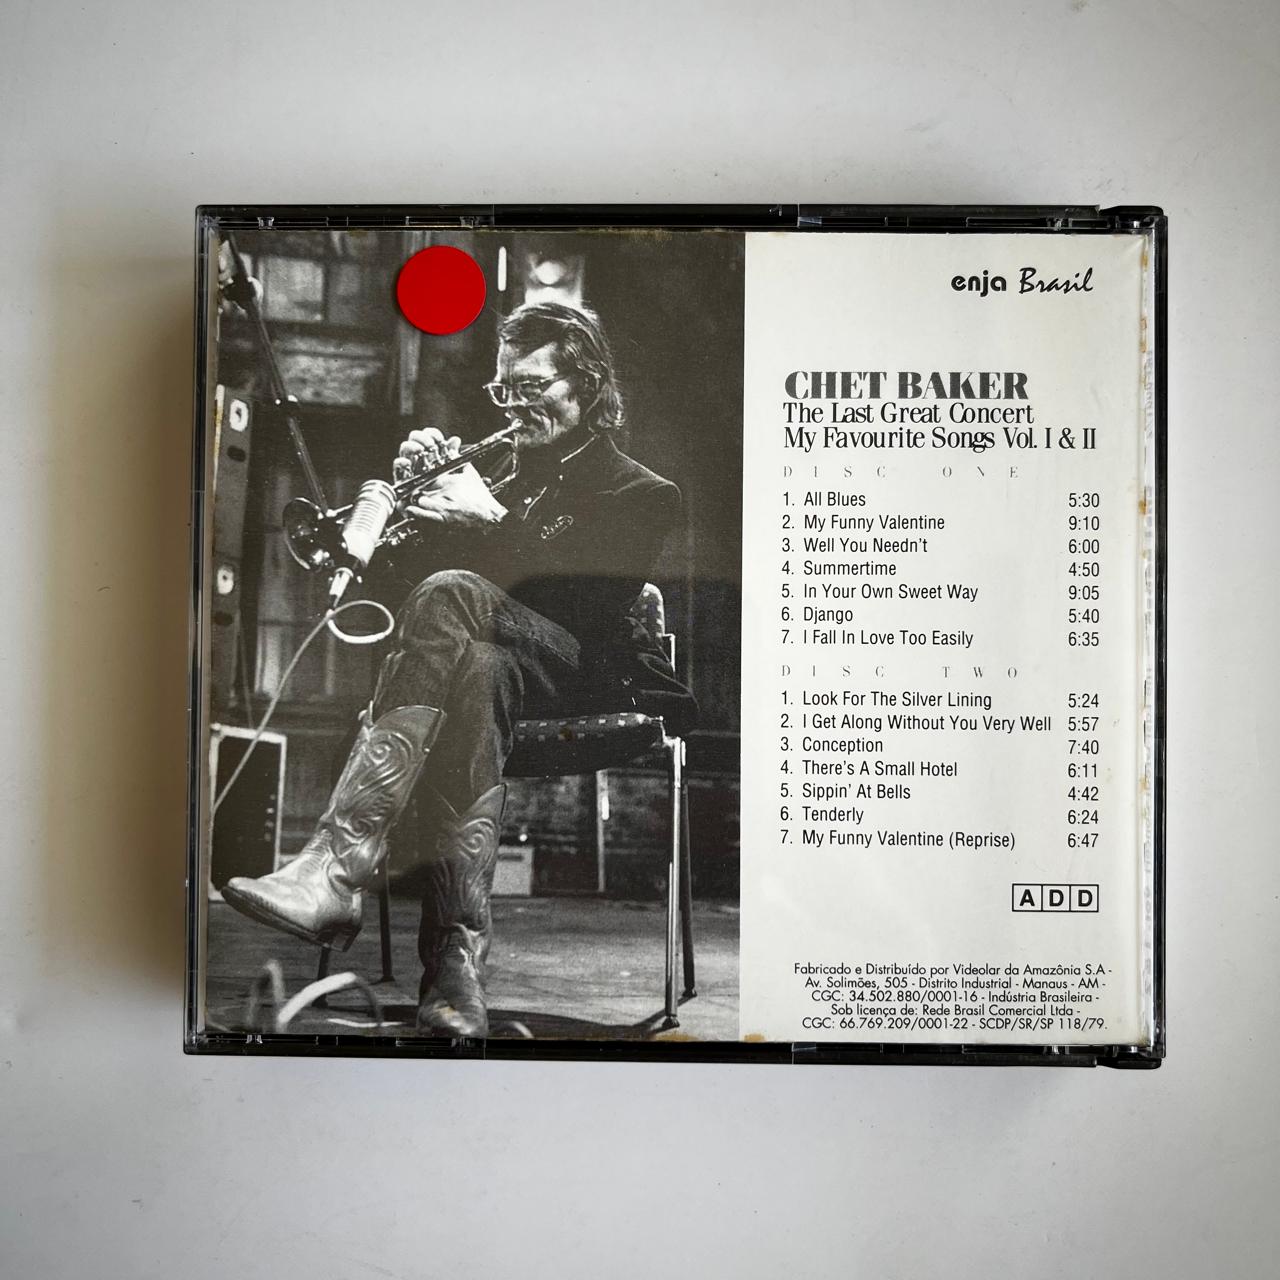 enja Brasil
CHET BAKER
The Last Great Concert
My Favourite Songs Vol. I & II
DISC ONE
1. All Blues 5:30
2. My Funny Valentine 9:10
3. Well You Needn't 6:00
4. Summertime 4:50
5. In Your Own Sweet Way 9:05
6. Django 5:40
7. I Fall In Love Too Easily 6:35
DISC TWO
1. Look For The Silver Lining 5:24
2. I Get Along Without You Very Well 5:57
3. Conception 7:40
4. There's A Small Hotel 6:11
5. Sippin' At Bells 4:42
6. Tenderly 6:24
7. My Funny Valentine (Reprise) 6:47
ADD
Fabricado e Distribuído por Videolar da Amazônia S.A -
Av. Solimões, 505 - Distrito Industrial - Manaus - AM -
CGC: 34.502.880/0001-16 - Indústria Brasileira -
Sob licença de: Rede Brasil Comercial Ltda -
CGC: 66.769.209/0001-22 - SCDP/SR/SP 118/79.